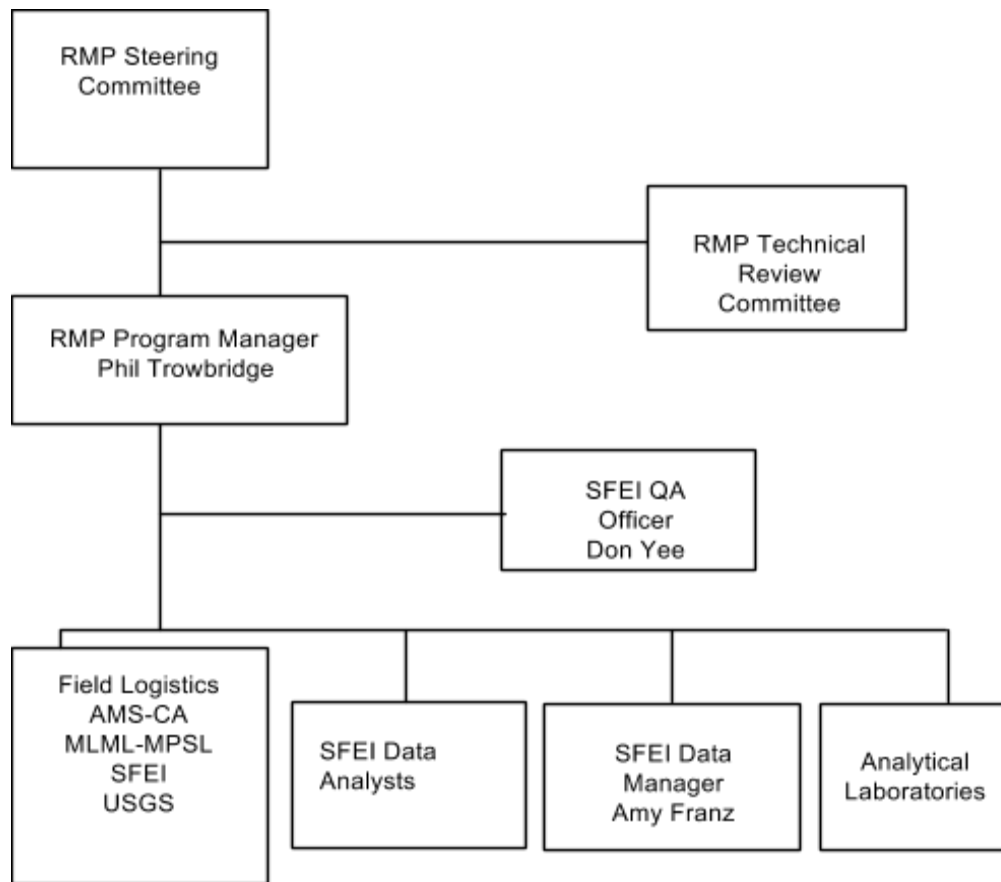 RMP Steering
Committee
RMP Technical
Review
Committee
RMP Program Manager
Phil Trowbridge
SFEI QA
Officer
Don Yee
Field Logistics
AMS-CA
MLML-MPSL
SFEI
USGS
SFEI Data
Analysts
SFEI Data
Manager
Amy Franz
Analytical
Laboratories